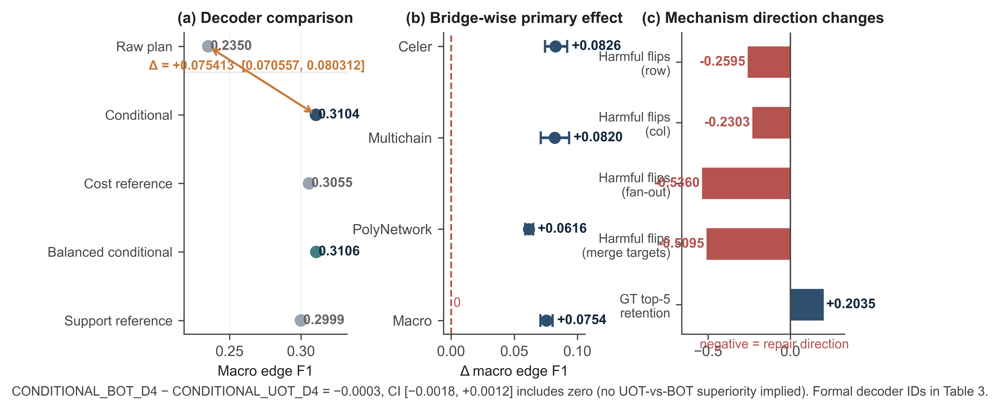 (a) Decoder comparison
Raw plan
0.2350
Δ = +0.075413 [0.070557, 0.080312]
Conditional
0.3104
Cost reference
0.3055
Balanced conditional
0.3106
Support reference
0.2999
0.25
0.30
Macro edge F1
(b) Bridge-wise primary effect
Celer
+0.0826
Multichain
+0.0820
PolyNetwork
+0.0616
0
Macro
+0.0754
0.00
0.05
0.10
Δ macro edge F1
(c) Mechanism direction changes
Harmful flips
(row)
-0.2595
Harmful flips
(col)
-0.2303
Harmful flips
(fan-out)
-0.5360
Harmful flips
(merge targets)
-0.5095
GT top-5
retention
+0.2035
negative = repair direction
−0.5
0.0
CONDITIONAL_BOT_D4 − CONDITIONAL_UOT_D4 = −0.0003, CI [−0.0018, +0.0012] includes zero (no UOT-vs-BOT superiority implied). Formal decoder IDs in Table 3.